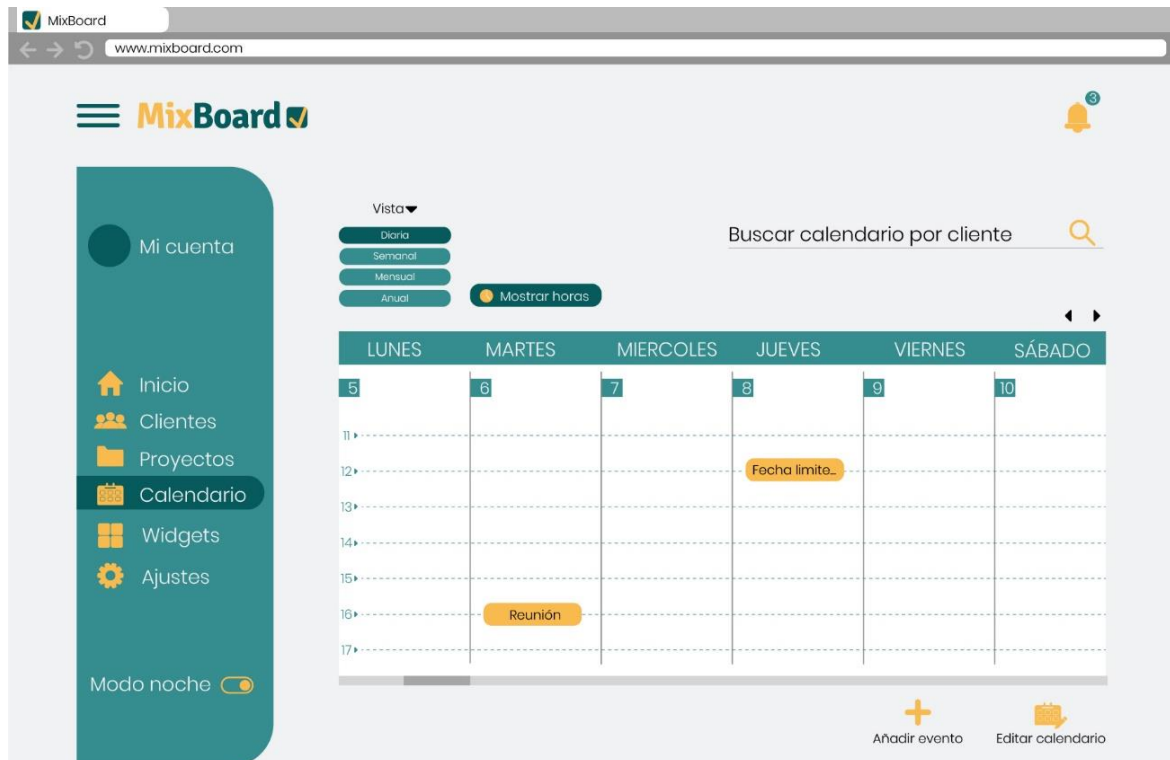 MixBoard
www.mixboard.com
MixBoard
3
Mi cuenta
Inicio
Clientes
Proyectos
Calendario
Widgets
Ajustes
Modo noche
Vista
Diaria
Semanal
Mensual
Anual
Mostrar horas
Buscar calendario por cliente
LUNES MARTES MIERCOLES JUEVES VIERNES SÁBADO
5 6 7 8 9 10
11
12 Fecha limite...
13
14
15
16 Reunión
17
Añadir evento Editar calendario